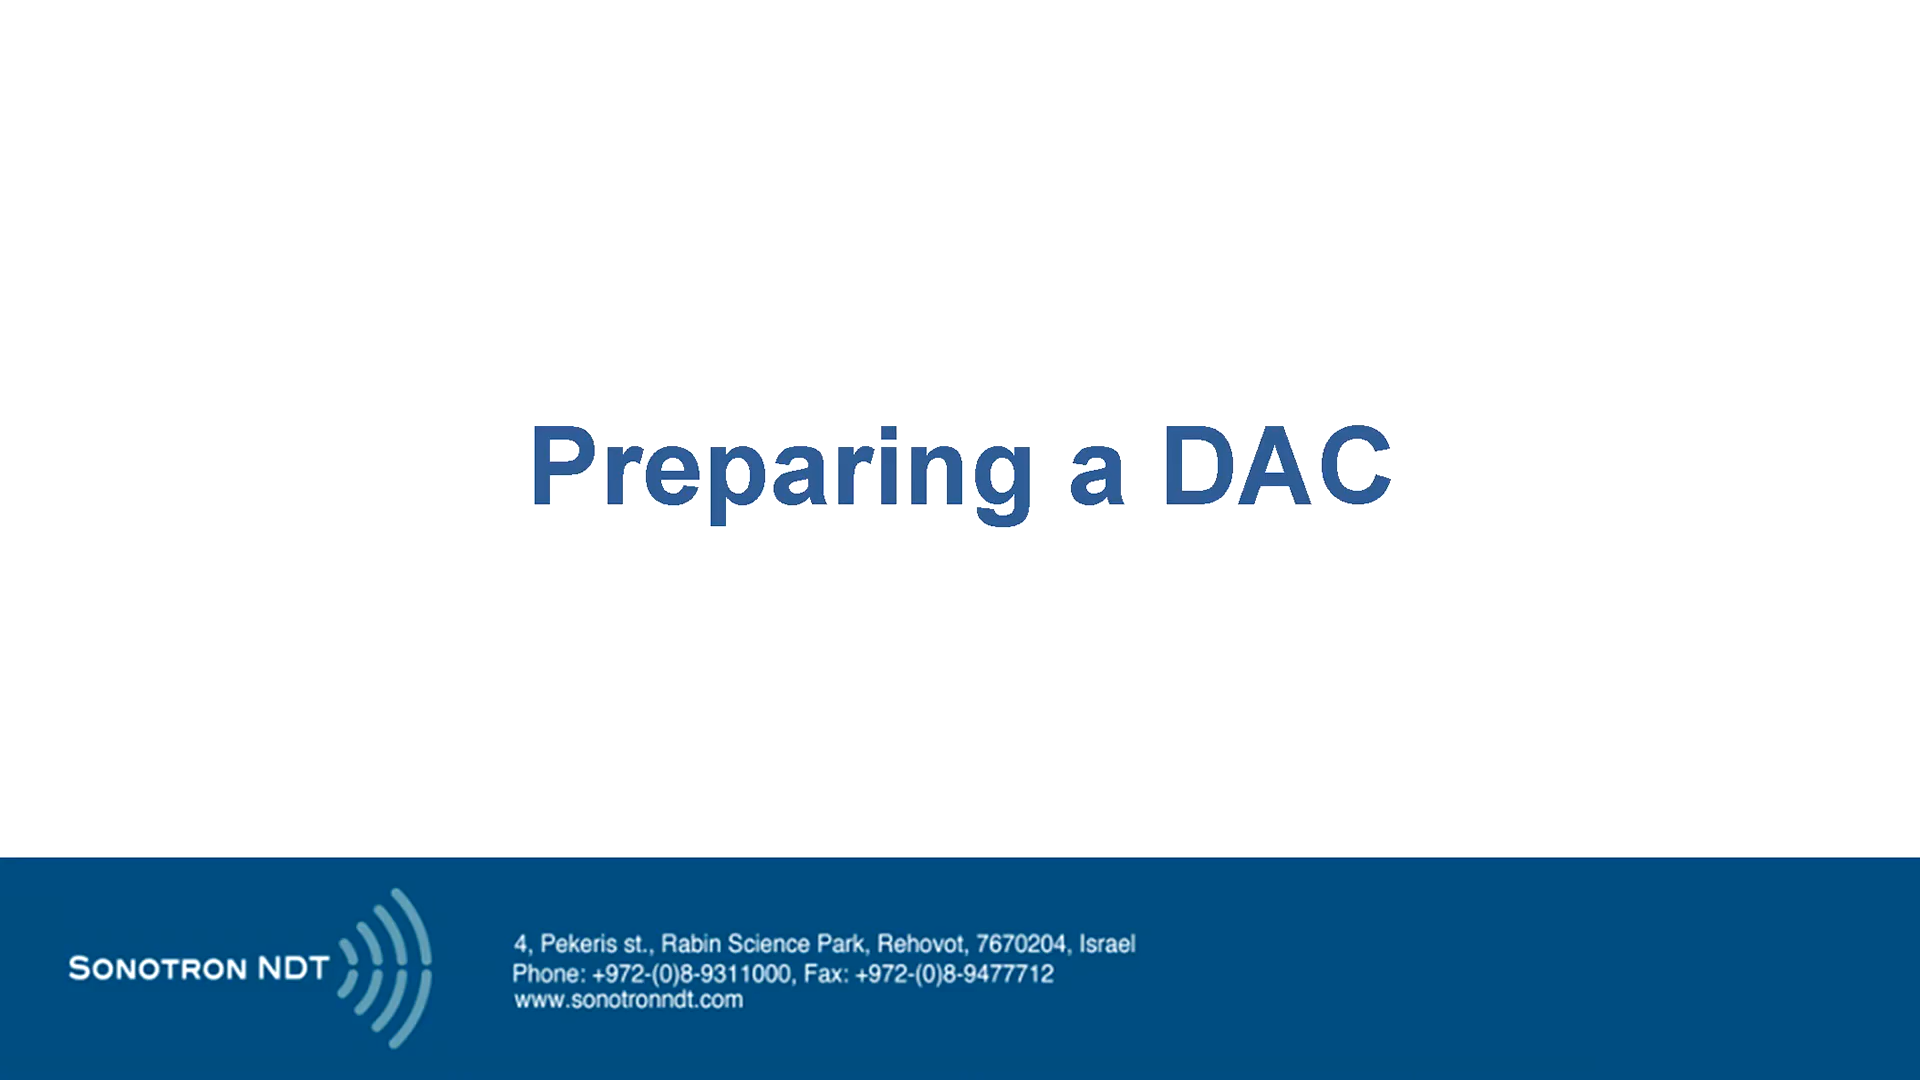 Preparing a DAC
SONOTRON NDT
4, Pekeris st., Rabin Science Park, Rehovot, 7670204, Israel
Phone: +972-(0)8-9311000, Fax: +972-(0)8-9477712
www.sonotronndt.com